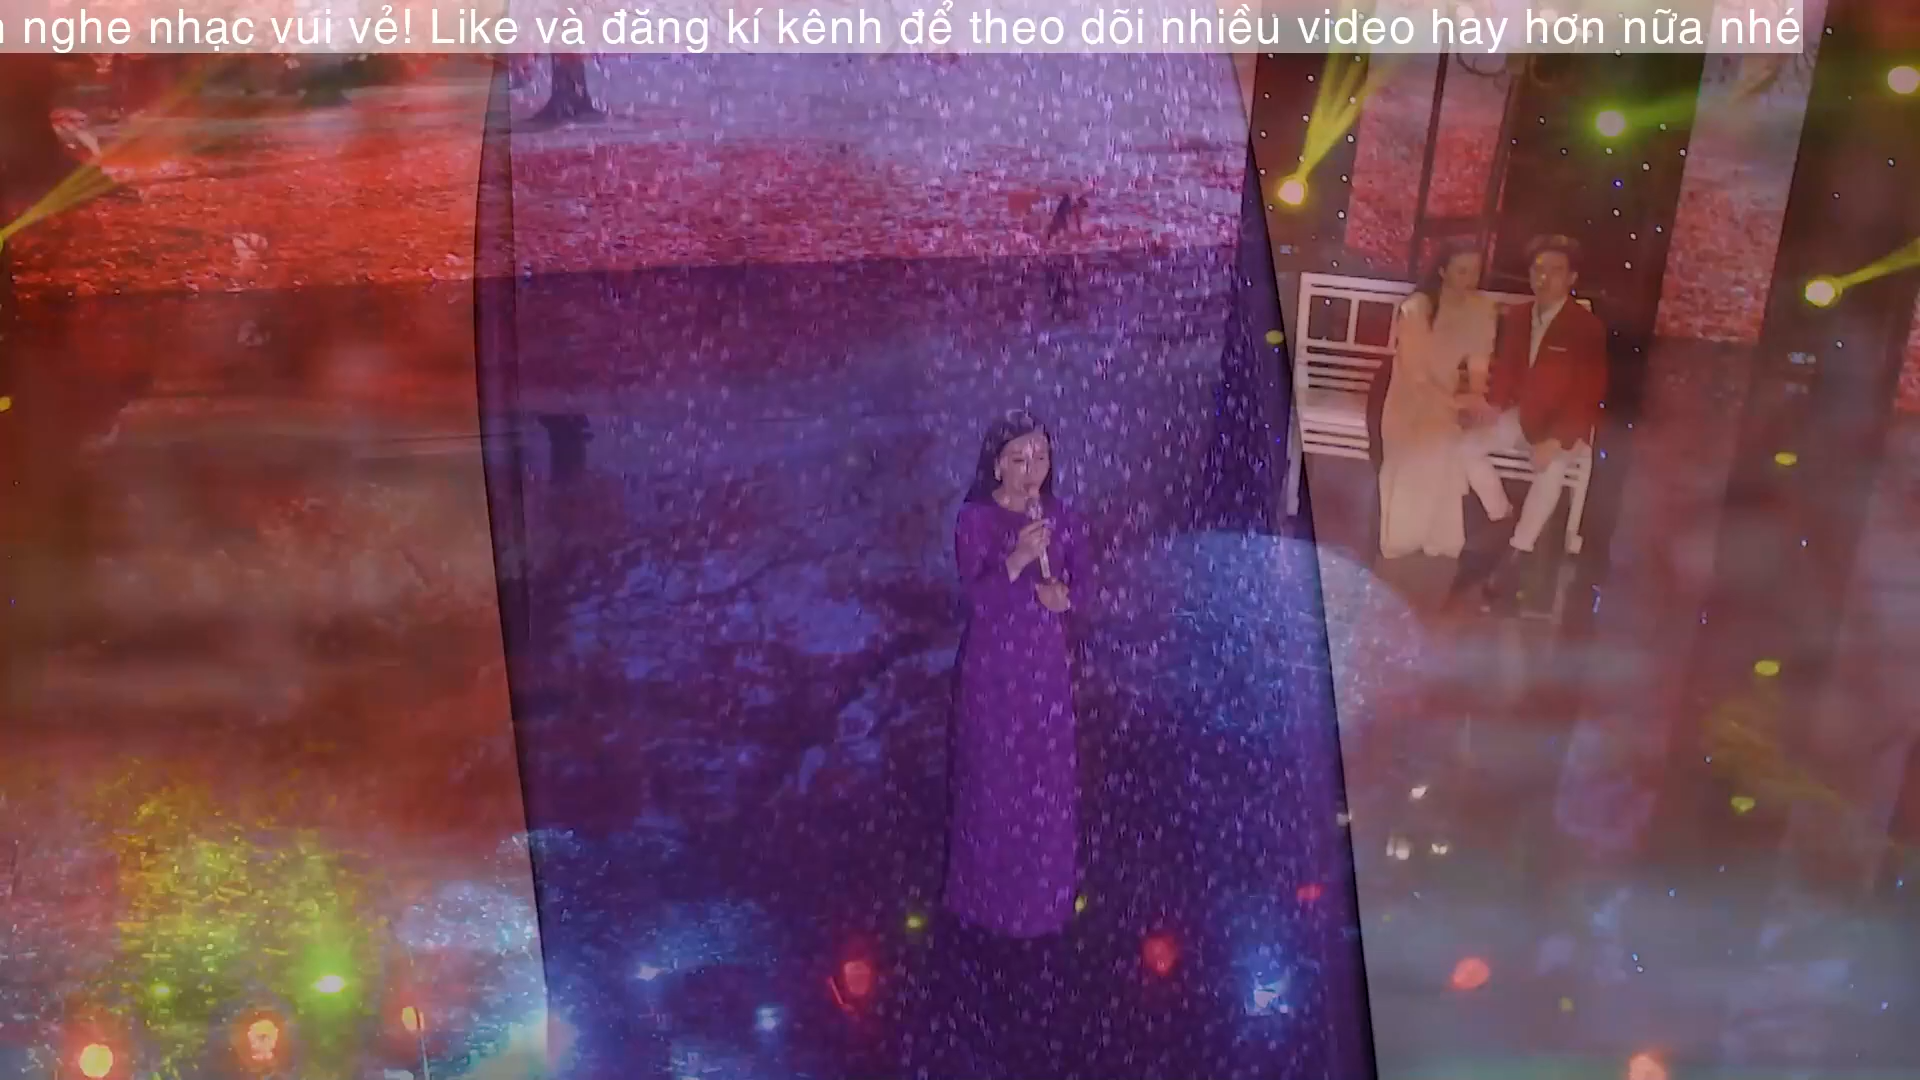 nghe nhạc vui vẻ! Like và đăng kí kênh để theo dõi nhiều video hay hơn nữa nhé